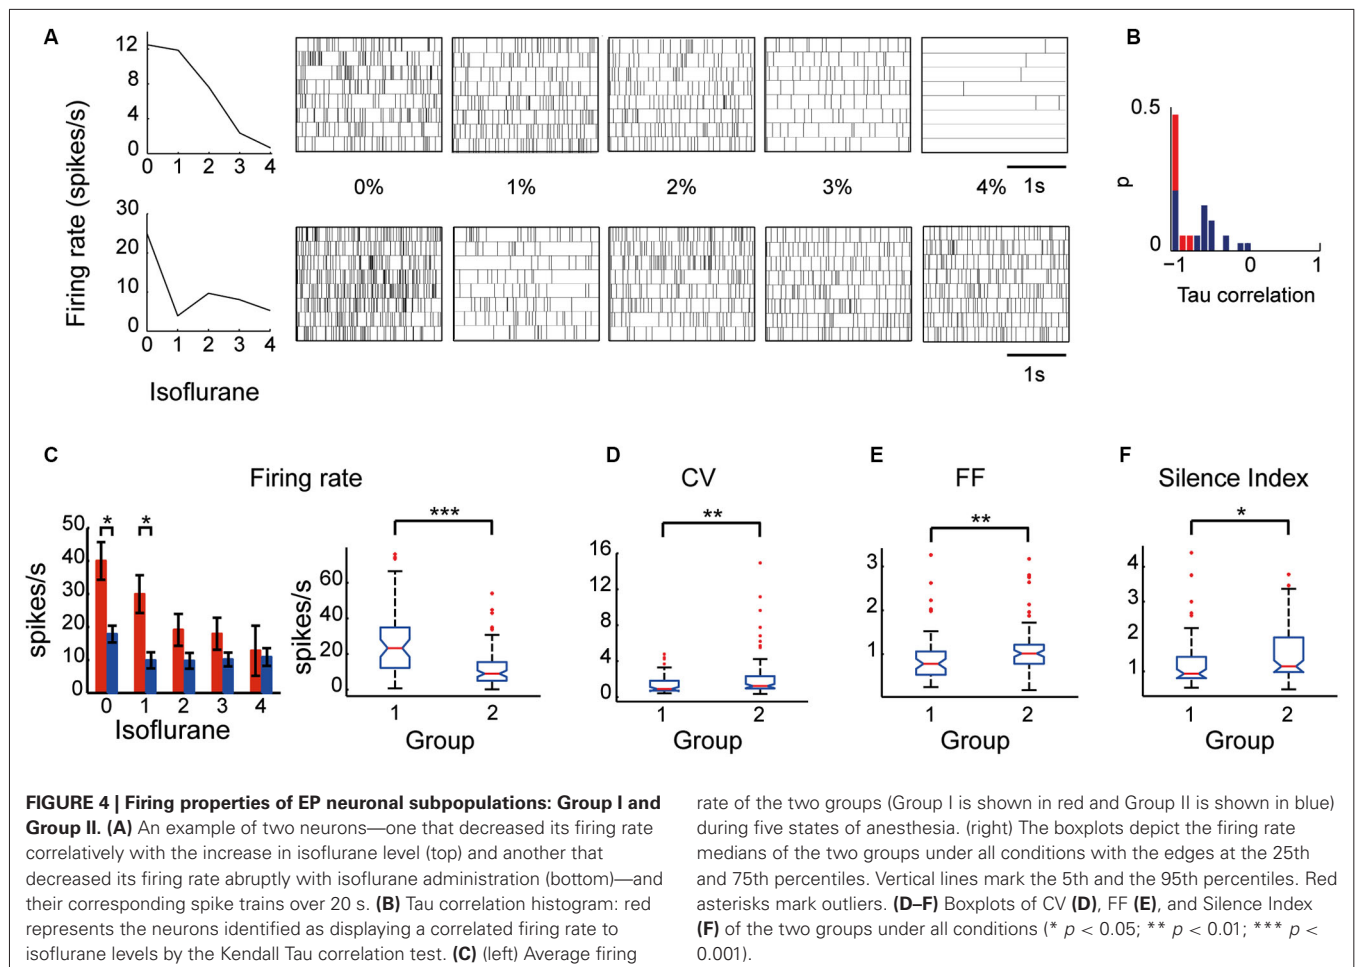 A
Firing rate (spikes/s)
12
8
4
0
0 1 2 3 4
0% 1% 2% 3% 4%
1s
30
20
10
0
0 1 2 3 4
Isoflurane
1s
B
0.5
p
0
−1 0 1
Tau correlation
C
Firing rate
spikes/s
50
40
30
20
10
0
* *
0 1 2 3 4
Isoflurane
spikes/s
60
40
20
0
***
1 2
Group
D
CV
**
16
12
8
4
0
1 2
Group
E
FF
**
3
2
1
1 2
Group
F
Silence Index
*
4
3
2
1
1 2
Group
FIGURE 4 | Firing properties of EP neuronal subpopulations: Group I and
Group II. (A) An example of two neurons—one that decreased its firing rate
correlatively with the increase in isoflurane level (top) and another that
decreased its firing rate abruptly with isoflurane administration (bottom)—and
their corresponding spike trains over 20 s. (B) Tau correlation histogram: red
represents the neurons identified as displaying a correlated firing rate to
isoflurane levels by the Kendall Tau correlation test. (C) (left) Average firing
rate of the two groups (Group I is shown in red and Group II is shown in blue)
during five states of anesthesia. (right) The boxplots depict the firing rate
medians of the two groups under all conditions with the edges at the 25th
and 75th percentiles. Vertical lines mark the 5th and the 95th percentiles. Red
asterisks mark outliers. (D–F) Boxplots of CV (D), FF (E), and Silence Index
(F) of the two groups under all conditions (* p < 0.05; ** p < 0.01; *** p <
0.001).